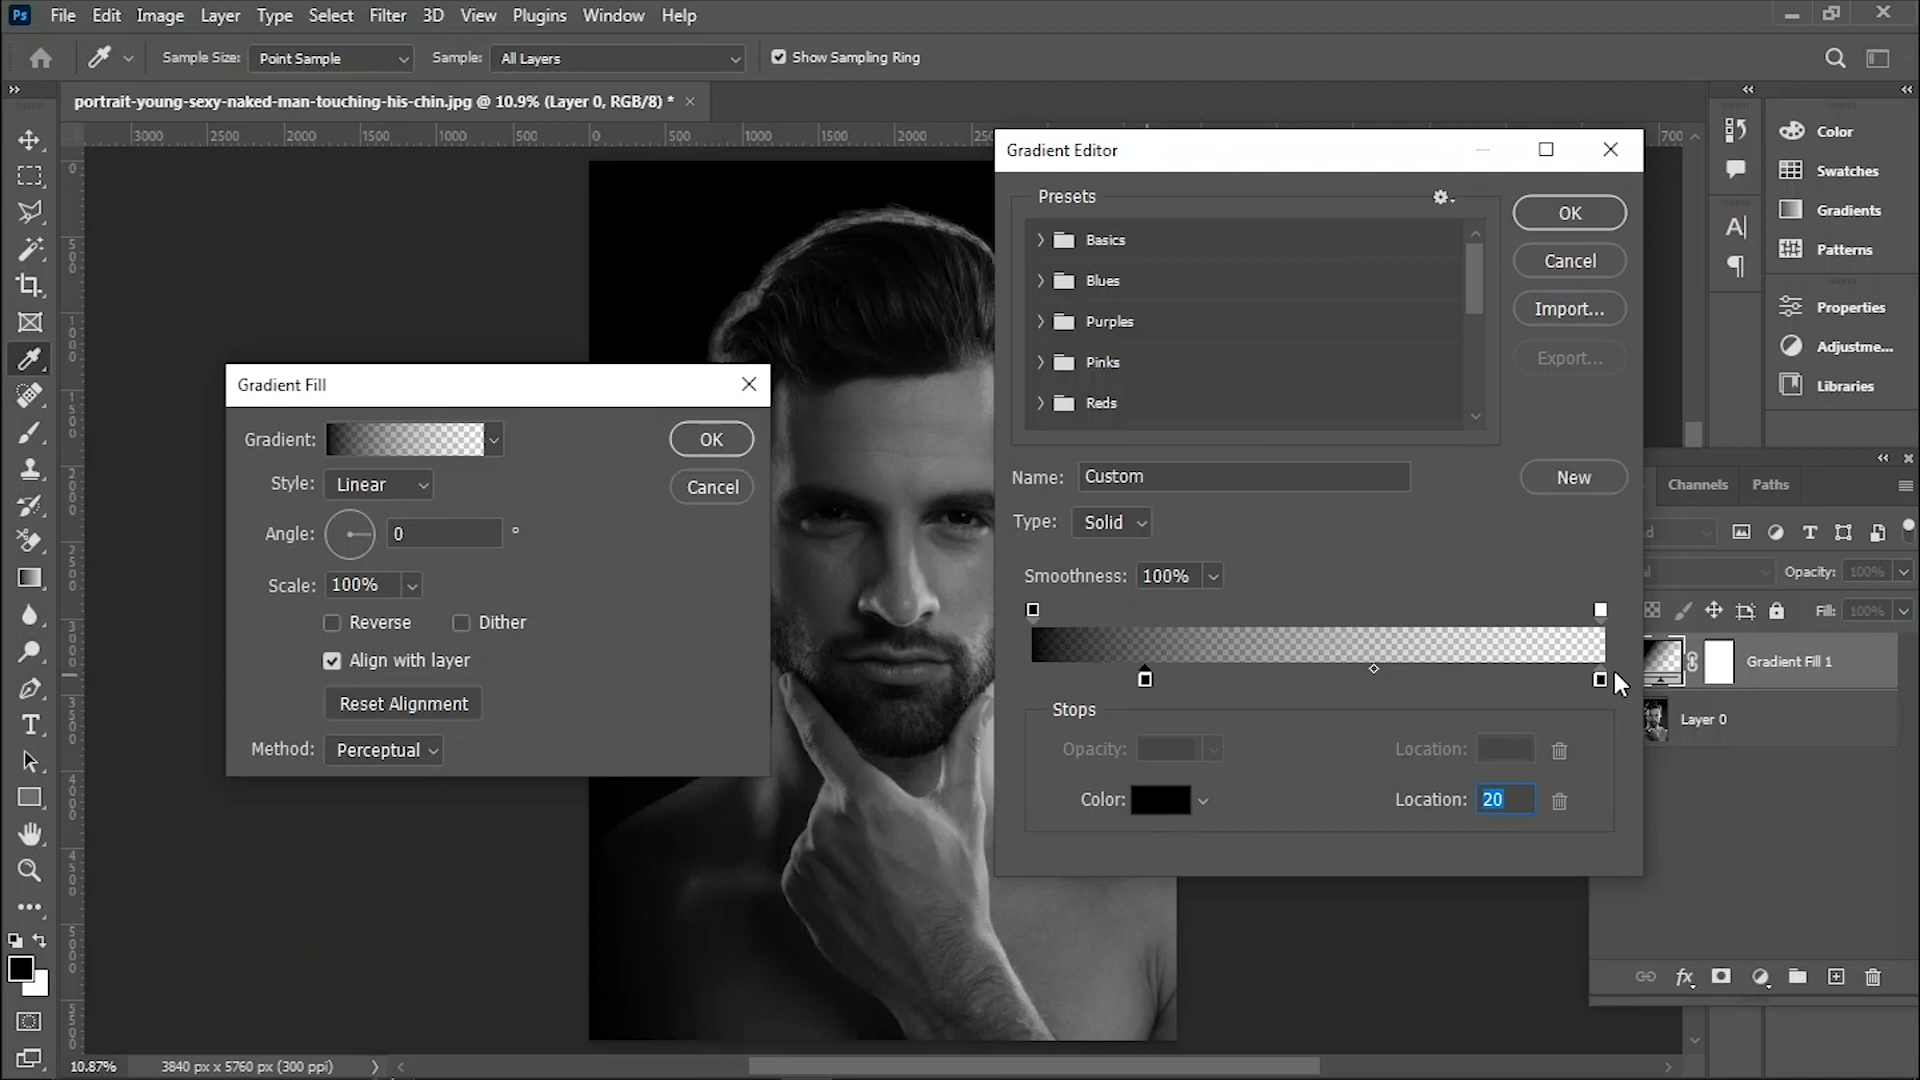 Ps File Edit Image Layer Type Select Filter 3D View Plugins Window Help
Sample Size: Point Sample Sample: All Layers Show Sampling Ring
portrait-young-sexy-naked-man-touching-his-chin.jpg @ 10.9% (Layer 0, RGB/8) *
3000 2500 2000 1500 1000 500 0 500 1000 1500 2000
Gradient Editor
Presets
Basics
Blues
Purples
Pinks
Reds
OK
Cancel
Import...
Export...
Name: Custom
New
Type: Solid
Smoothness: 100%
Stops
Opacity:
Location:
Color:
Location: 20
Gradient Fill
Gradient:
OK
Style: Linear
Cancel
Angle: 0 °
Scale: 100%
Reverse Dither
Align with layer
Reset Alignment
Method: Perceptual
Color
Swatches
Gradients
Patterns
Properties
Adjustme...
Libraries
Channels Paths
Opacity: 100%
Fill: 100%
Gradient Fill 1
Layer 0
10.87% 3840 px x 5760 px (300 ppi)